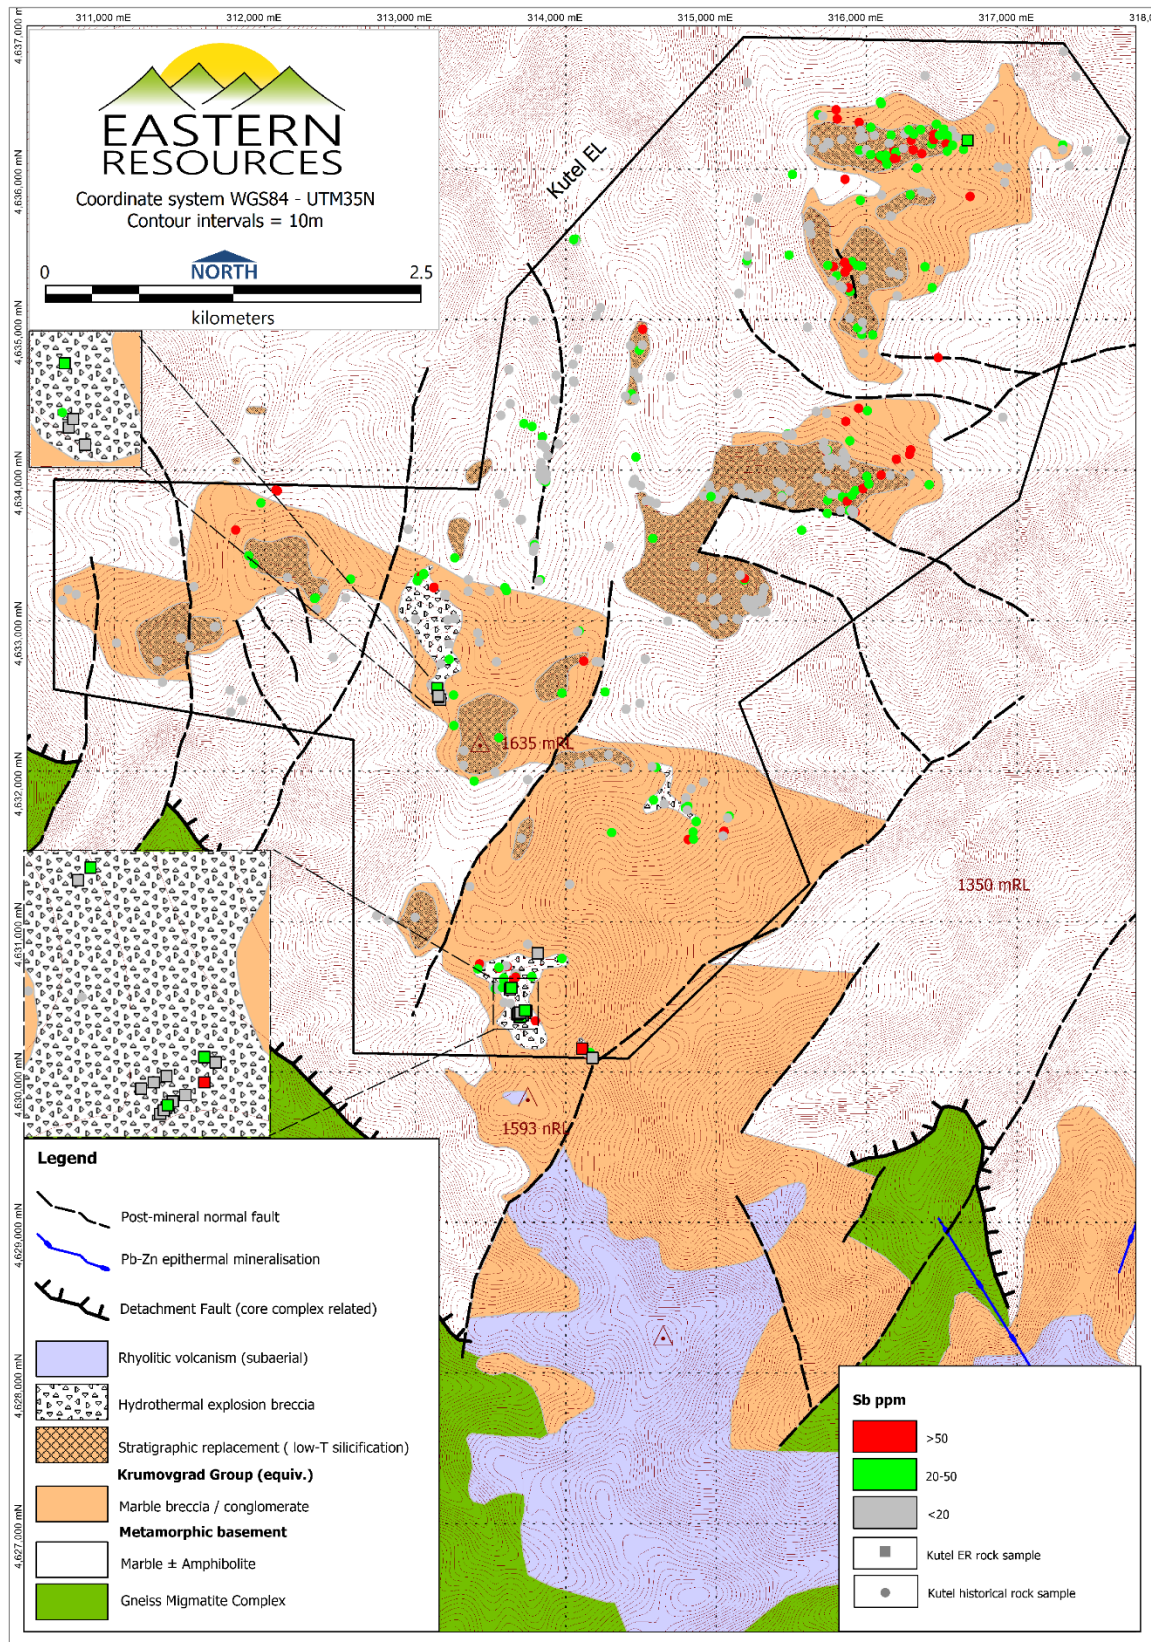 311,000 mE 312,000 mE 313,000 mE 314,000 mE 315,000 mE 316,000 mE 317,000 mE 318,0
4.637,000 m
EASTERN
RESOURCES
Coordinate system WGS84 - UTM35N
Contour intervals = 10m
NORTH
0 2.5
kilometers
Kutel EL
4.636,000 mN
4.635,000 mN
4.634,000 mN
4.633,000 mN
1635 mRL
4.632,000 mN
1350 mRL
4.631,000 mN
4.630,000 mN
1593 nRL
4.629,000 mN
4.628,000 mN
4.627,000 mN
Legend
Post-mineral normal fault
Pb-Zn epithermal mineralisation
Detachment Fault (core complex related)
Rhyolitic volcanism (subaerial)
Hydrothermal explosion breccia
Stratigraphic replacement ( low-T silicification)
Krumovgrad Group (equiv.)
Marble breccia / conglomerate
Metamorphic basement
Marble ± Amphibolite
Gneiss Migmatite Complex
Sb ppm
>50
20-50
<20
Kutel ER rock sample
Kutel historical rock sample